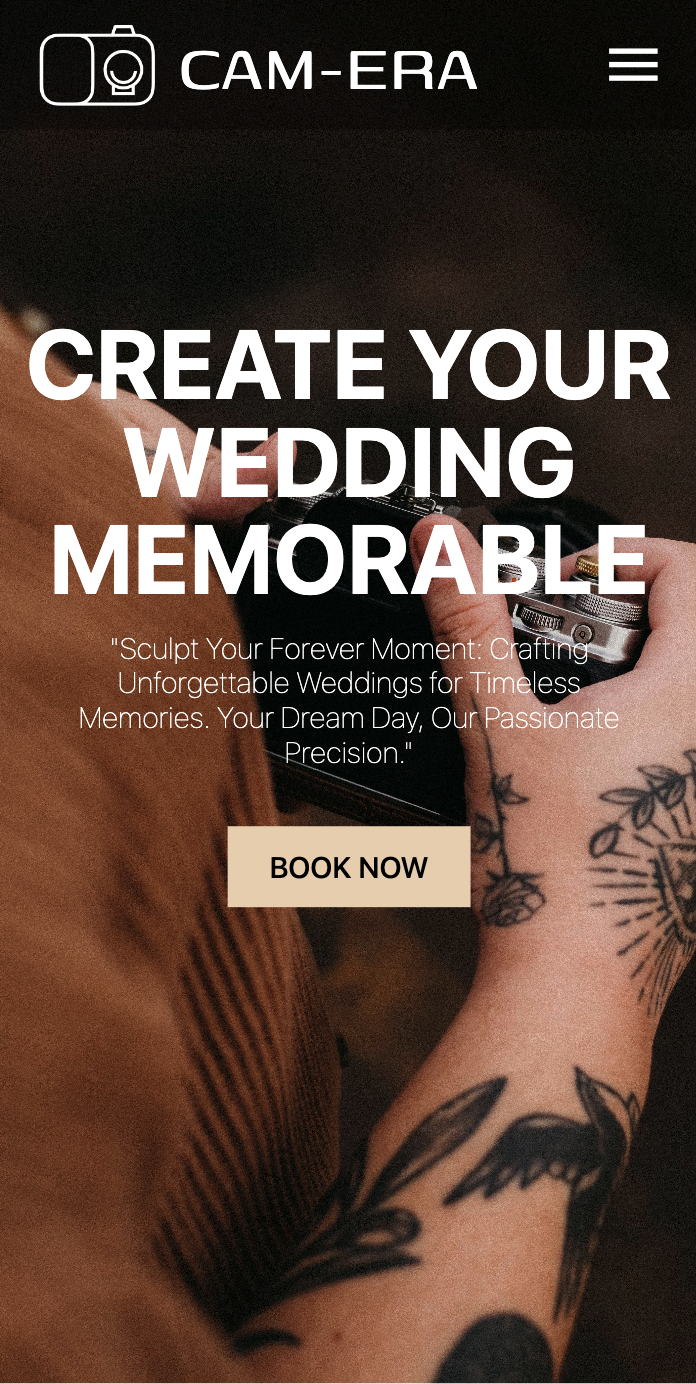 CAM-ERA
CREATE YOUR
WEDDING
MEMORABLE
"Sculpt Your Forever Moment: Crafting
Unforgettable Weddings for Timeless
Memories. Your Dream Day, Our Passionate
Precision."
BOOK NOW